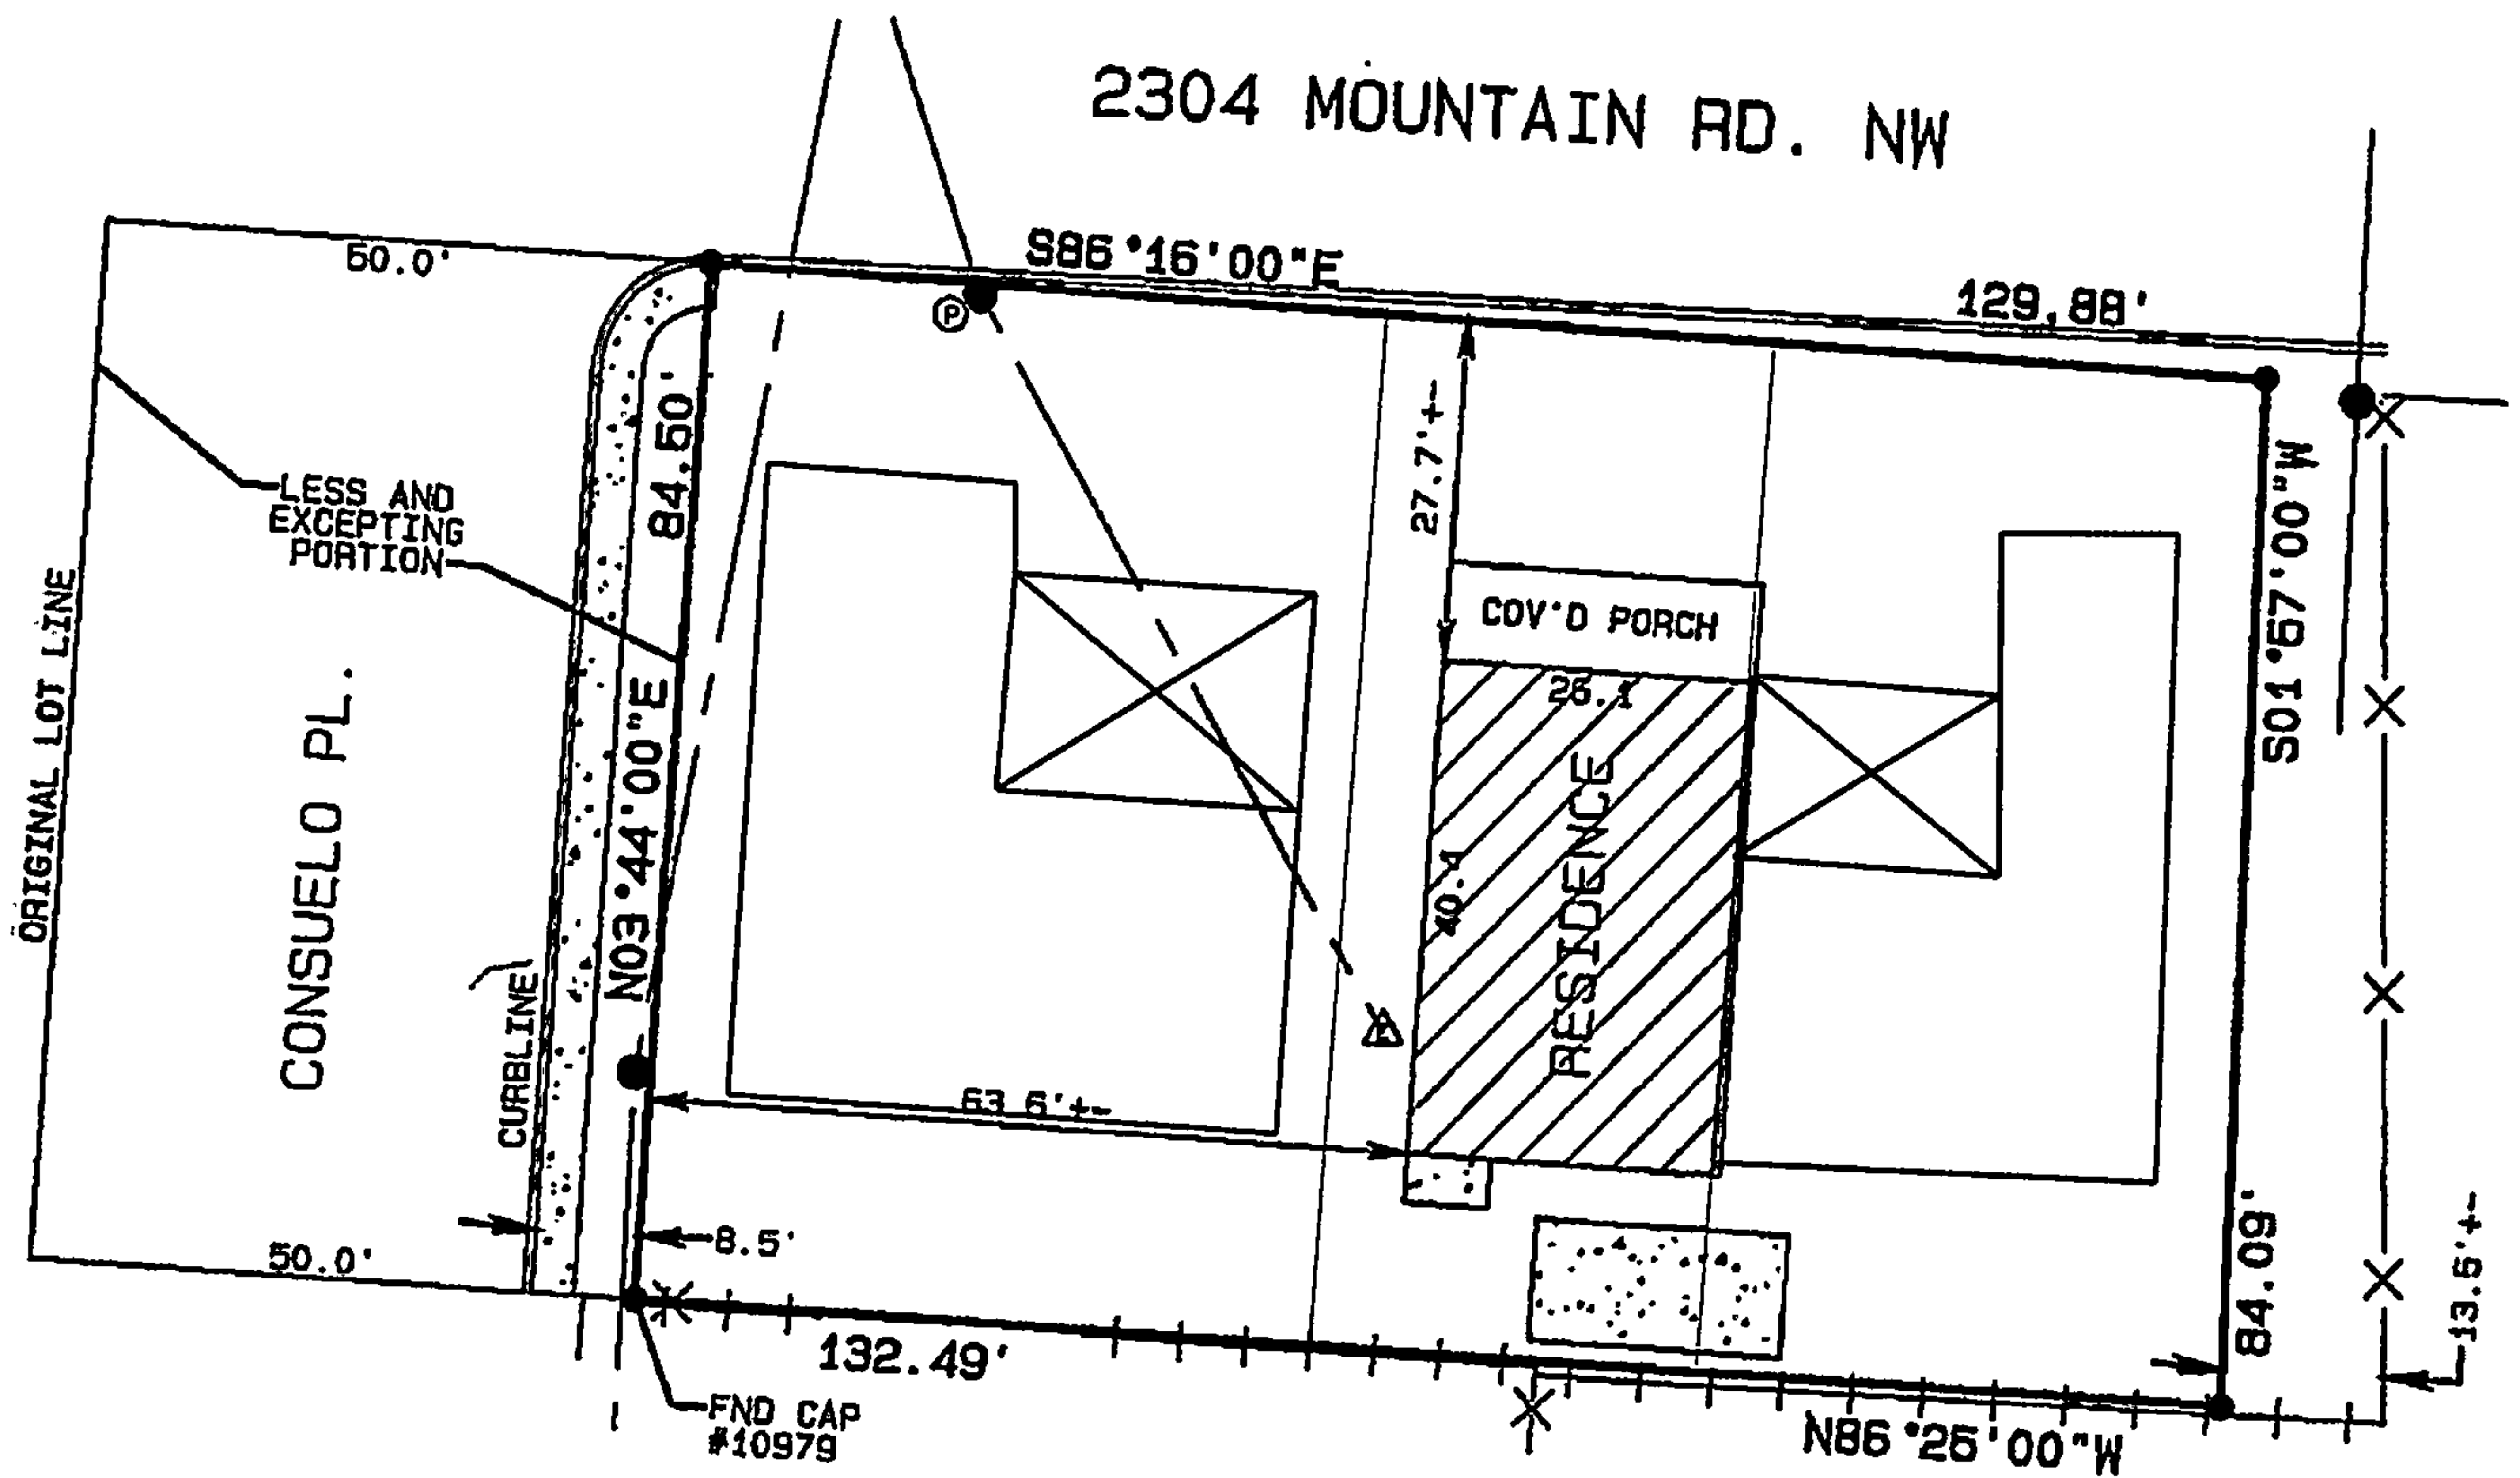 2304 MOUNTAIN RD. NW
50.0'
S86°16'00"E
129.88'
P
84.50'
27.7'+-
LESS AND
EXCEPTING
PORTION
S01°57'00"W
COV'D PORCH
ORIGINAL LOT LINE
CONSUELO PL.
N03°44'00"E
RESIDENCE
40.4
CURBLINE
63.6'+-
50.0'
8.5'
84.09'
13.5'+-
132.49'
FND CAP
#10979
N86°25'00"W